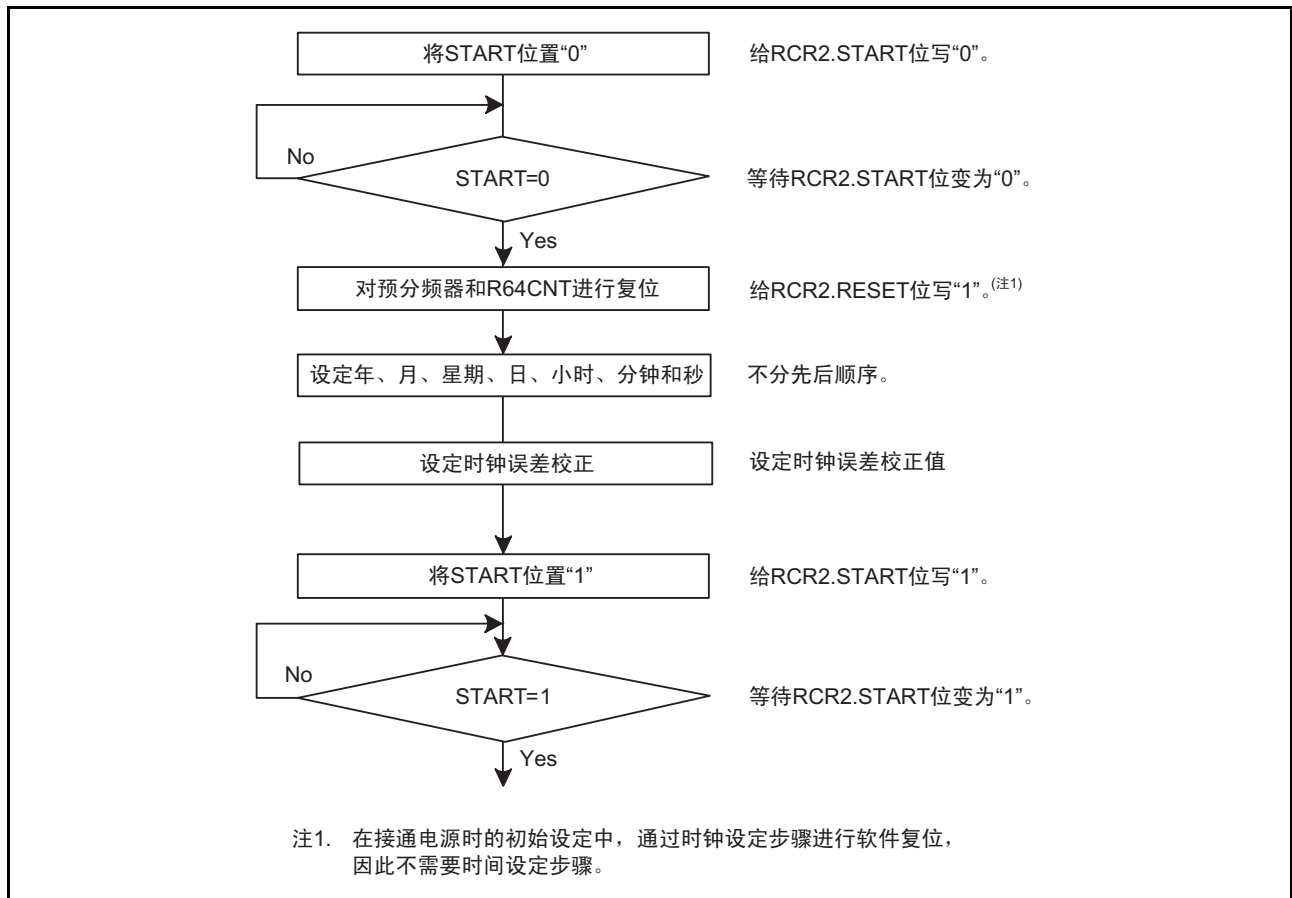 将START位置“0”
给RCR2.START位写“0”。
No
START=0
等待RCR2.START位变为“0”。
Yes
对预分频器和R64CNT进行复位
给RCR2.RESET位写“1”。(注1)
设定年、月、星期、日、小时、分钟和秒
不分先后顺序。
设定时钟误差校正
设定时钟误差校正值
将START位置“1”
给RCR2.START位写“1”。
No
START=1
等待RCR2.START位变为“1”。
Yes
注1. 在接通电源时的初始设定中，通过时钟设定步骤进行软件复位，
因此不需要时间设定步骤。